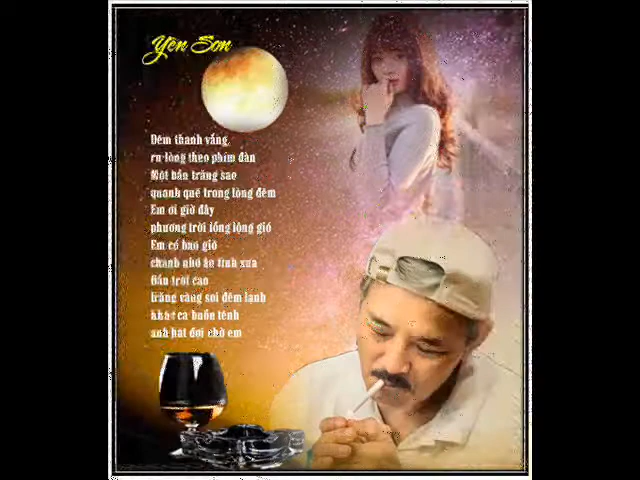 Yên Sơn
Đêm thanh vắng
ru lòng theo phím đàn
Một bản trăng sao
quanh quẽ trong lòng đêm
Em ơi giờ đây
phương trời lồng lộng gió
Em có bao giờ
chạnh nhớ ân tình xưa
Đầu trời cao
trăng vàng soi đêm lạnh
khúc ca buồn tênh
anh hát đợi chờ em